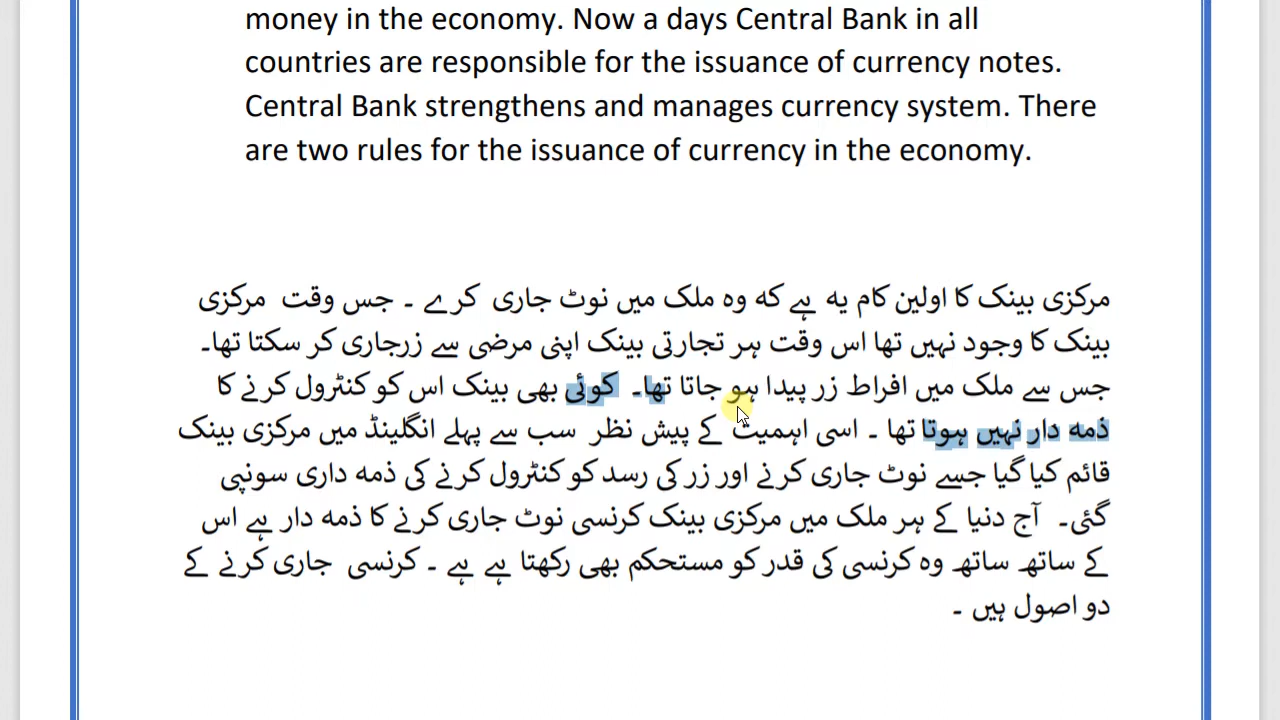 money in the economy. Now a days Central Bank in all
countries are responsible for the issuance of currency notes.
Central Bank strengthens and manages currency system. There
are two rules for the issuance of currency in the economy.
مرکزی بینک کا اولین کام یہ ہے کہ وہ ملک میں نوٹ جاری کرے ۔ جس وقت مرکزی
بینک کا وجود نہیں تھا اس وقت ہر تجارتی بینک اپنی مرضی سے زرجاری کر سکتا تھا۔
جس سے ملک میں افراط زر پیدا ہو جاتا تھا۔ کوئی بھی بینک اس کو کنٹرول کرنے کا
ذمہ دار نہیں ہوتا تھا ۔ اسی اہمیت کے پیش نظر سب سے پہلے انگلینڈ میں مرکزی بینک
قائم کیا گیا جسے نوٹ جاری کرنے اور زر کی رسد کو کنٹرول کرنے کی ذمہ داری سونپی
گئی۔ آج دنیا کے ہر ملک میں مرکزی بینک کرنسی نوٹ جاری کرنے کا ذمہ دار ہے اس
کے ساتھ ساتھ وہ کرنسی کی قدر کو مستحکم بھی رکھتا ہے ہے ۔ کرنسی جاری کرنے کے
دو اصول ہیں ۔